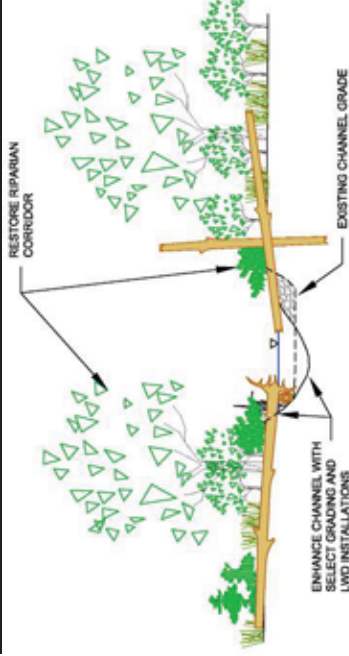 RESTORE RIPARIAN
CORRIDOR
ENHANCE CHANNEL WITH
SELECT GRADING AND
LWD INSTALLATIONS
EXISTING CHANNEL GRADE